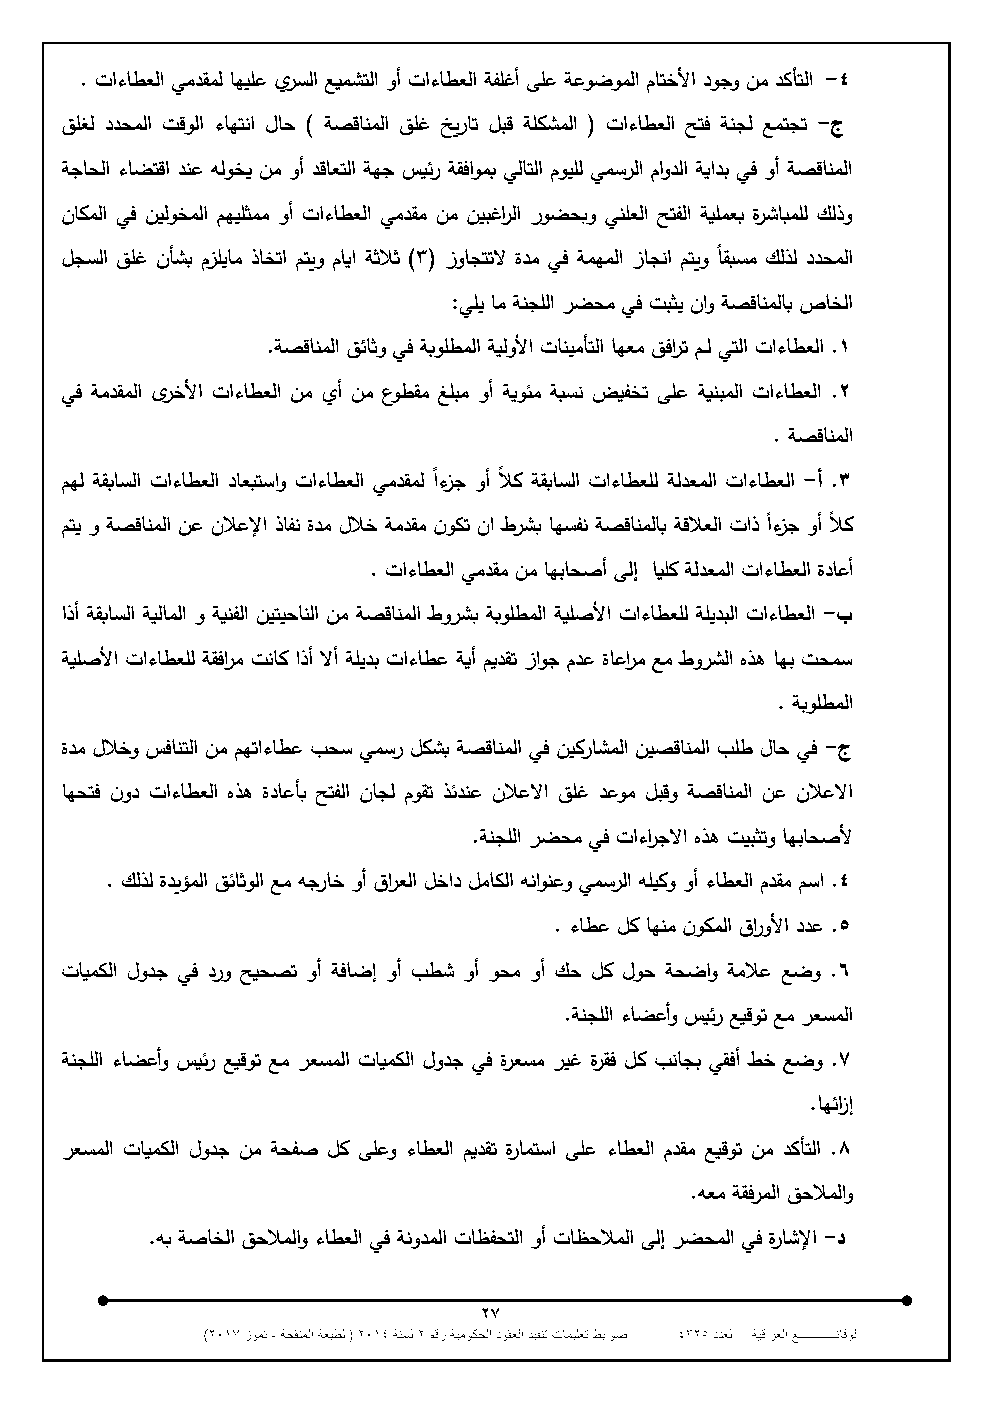 ٤- التأكد من وجود الأختام الموضوعة على أغلفة العطاءات أو التشميع السري عليها لمقدمي العطاءات .
ج- تجتمع لجنة فتح العطاءات ( المشكلة قبل تاريخ غلق المناقصة ) حال انتهاء الوقت المحدد لغلق
المناقصة أو في بداية الدوام الرسمي لليوم التالي بموافقة رئيس جهة التعاقد أو من يخوله عند اقتضاء الحاجة
وذلك للمباشرة بعملية الفتح العلني وبحضور الراغبين من مقدمي العطاءات أو ممثليهم المخولين في المكان
المحدد لذلك مسبقاً ويتم انجاز المهمة في مدة لاتتجاوز (٣) ثلاثة ايام ويتم اتخاذ مايلزم بشأن غلق السجل
الخاص بالمناقصة وان يثبت في محضر اللجنة ما يلي:
١. العطاءات التي لم ترافق معها التأمينات الأولية المطلوبة في وثائق المناقصة.
٢. العطاءات المبنية على تخفيض نسبة مئوية أو مبلغ مقطوع من أي من العطاءات الأخرى المقدمة في
المناقصة .
٣. أ- العطاءات المعدلة للعطاءات السابقة كلاً أو جزءاً لمقدمي العطاءات واستبعاد العطاءات السابقة لهم
كلاً أو جزءاً ذات العلاقة بالمناقصة نفسها بشرط ان تكون مقدمة خلال مدة نفاذ الإعلان عن المناقصة و يتم
أعادة العطاءات المعدلة كليا إلى أصحابها من مقدمي العطاءات .
ب- العطاءات البديلة للعطاءات الأصلية المطلوبة بشروط المناقصة من الناحيتين الفنية و المالية السابقة أذا
سمحت بها هذه الشروط مع مراعاة عدم جواز تقديم أية عطاءات بديلة ألا أذا كانت مرافقة للعطاءات الأصلية
المطلوبة .
ج- في حال طلب المناقصين المشاركين في المناقصة بشكل رسمي سحب عطاءاتهم من التنافس وخلال مدة
الاعلان عن المناقصة وقبل موعد غلق الاعلان عندئذ تقوم لجان الفتح بأعادة هذه العطاءات دون فتحها
لأصحابها وتثبيت هذه الاجراءات في محضر اللجنة.
٤. اسم مقدم العطاء أو وكيله الرسمي وعنوانه الكامل داخل العراق أو خارجه مع الوثائق المؤيدة لذلك .
٥. عدد الأوراق المكون منها كل عطاء .
٦. وضع علامة واضحة حول كل حك أو محو أو شطب أو إضافة أو تصحيح ورد في جدول الكميات
المسعر مع توقيع رئيس وأعضاء اللجنة.
٧. وضع خط أفقي بجانب كل فقرة غير مسعرة في جدول الكميات المسعر مع توقيع رئيس وأعضاء اللجنة
إزائها.
٨. التأكد من توقيع مقدم العطاء على استمارة تقديم العطاء وعلى كل صفحة من جدول الكميات المسعر
والملاحق المرفقة معه.
د- الإشارة في المحضر إلى الملاحظات أو التحفظات المدونة في العطاء والملاحق الخاصة به.
٢٧
الوقائـــــــع العراقية – العدد ٤٣٢٥ ضوابط تعليمات تنفيذ العقود الحكومية رقم ٢ لسنة ٢٠١٤ ( الطبعة المنقحة - تموز ٢٠١٧)